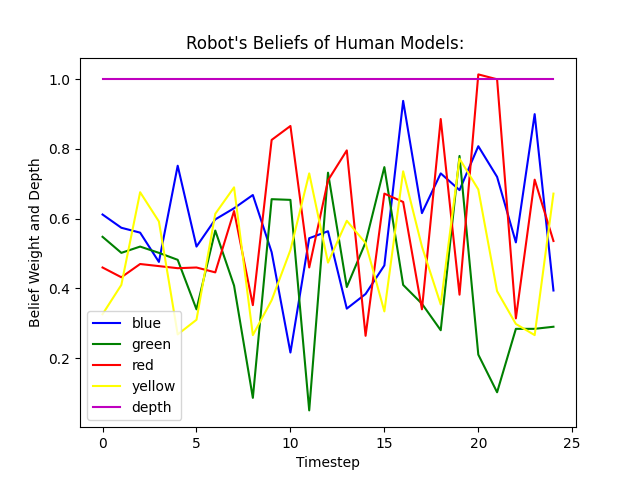 Robot's Beliefs of Human Models:
Belief Weight and Depth
1.0
0.8
0.6
0.4
0.2
blue
green
red
yellow
depth
0 5 10 15 20 25
Timestep